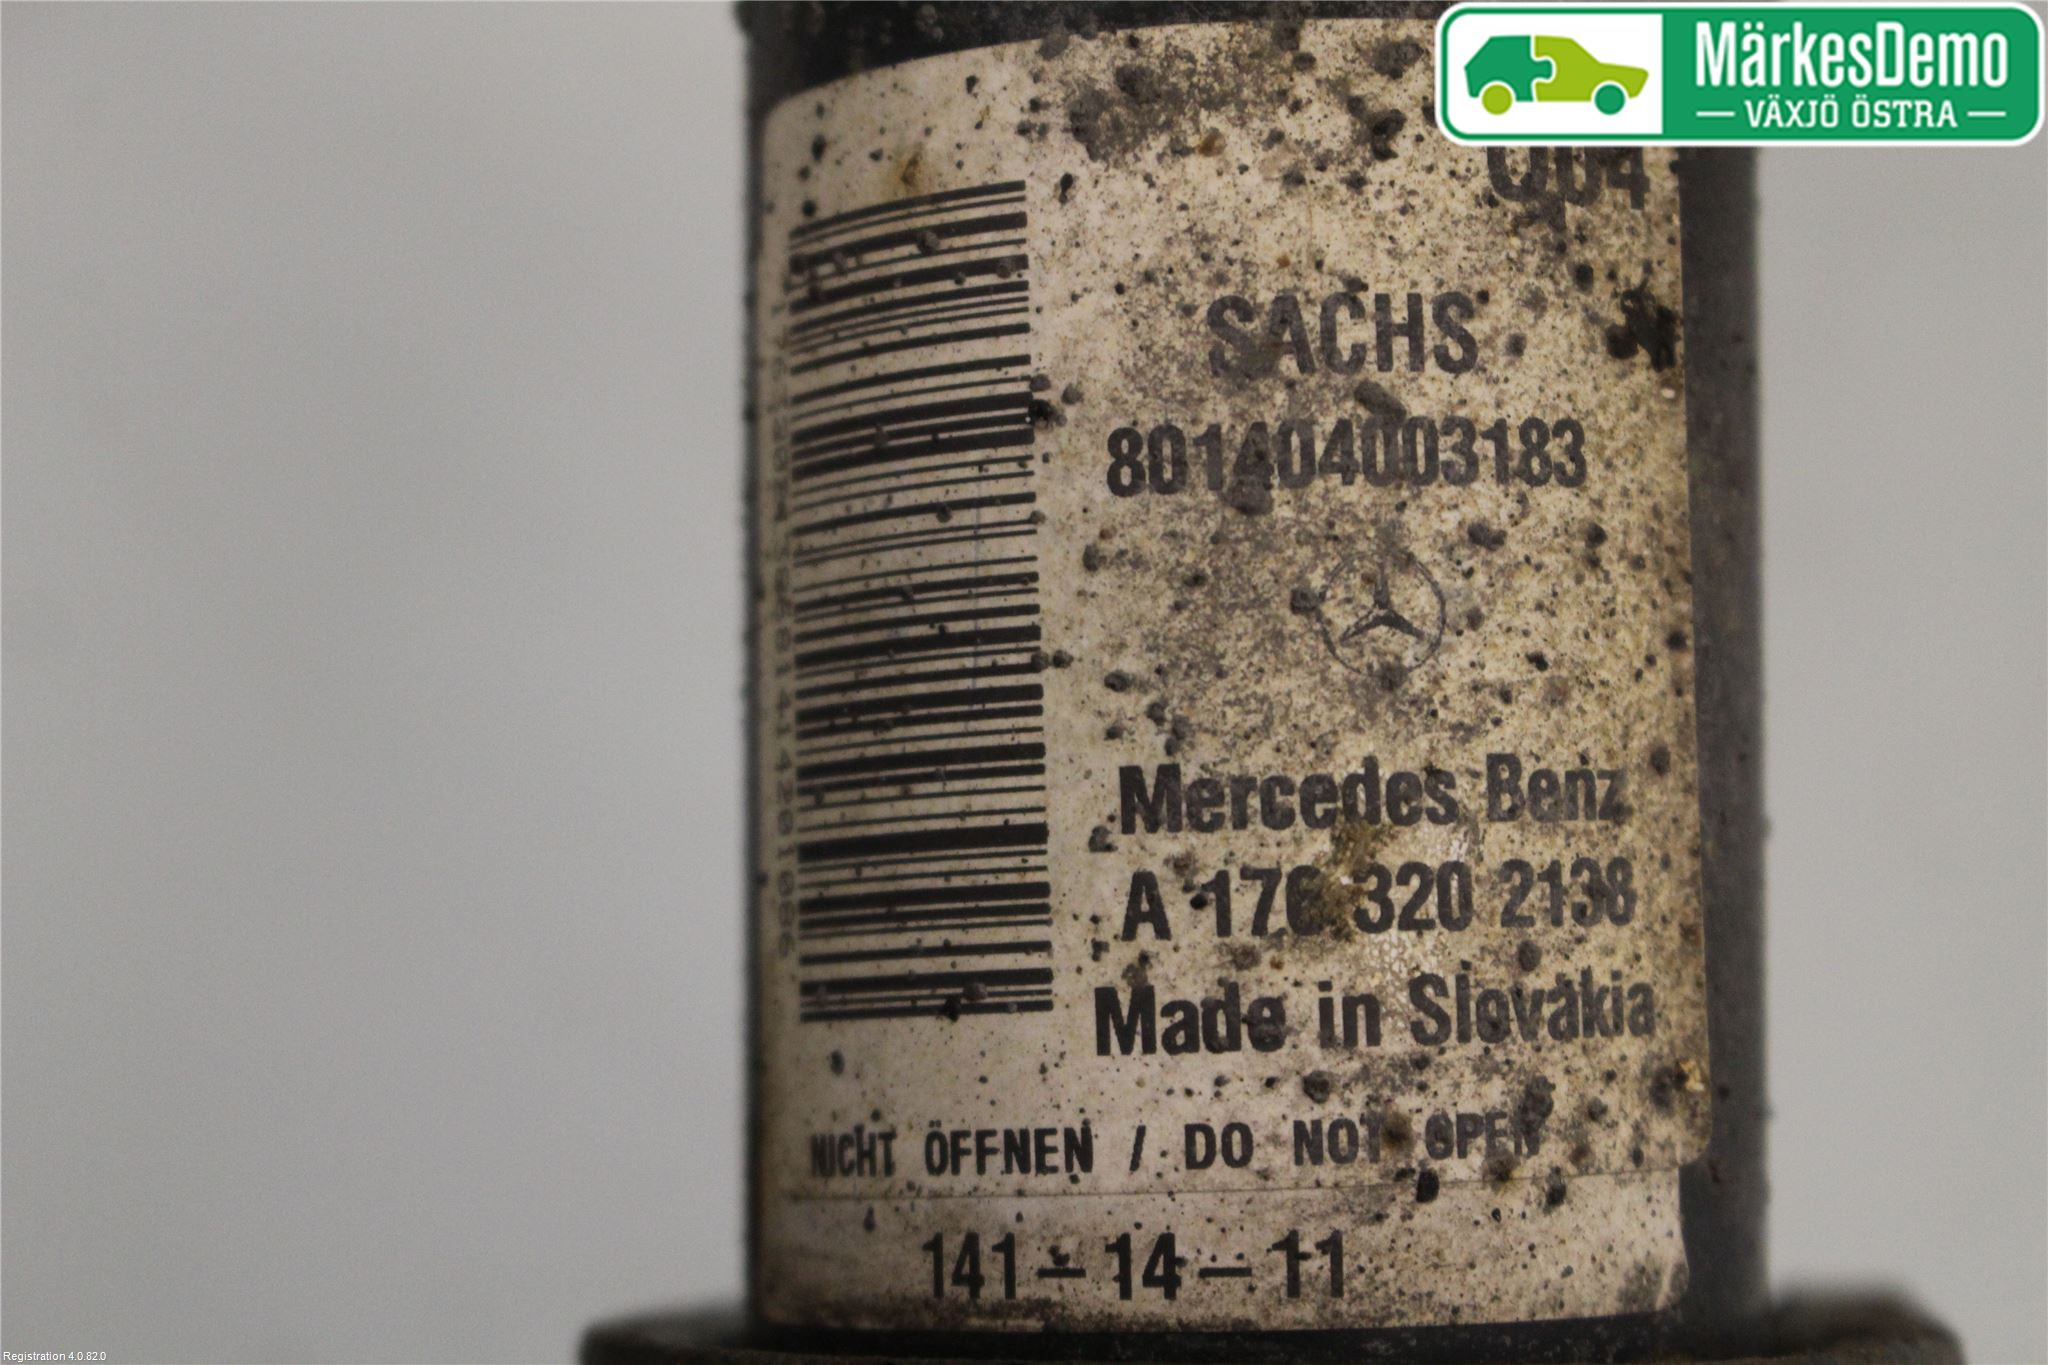 MärkesDemo
VÄXJÖ ÖSTRA
Q04
SACHS
801404003183
Mercedes Benz
A 176 320 2138
Made in Slovakia
NICHT ÖFFNEN / DO NOT OPEN
141-14-11
Registration 4.0.82.0